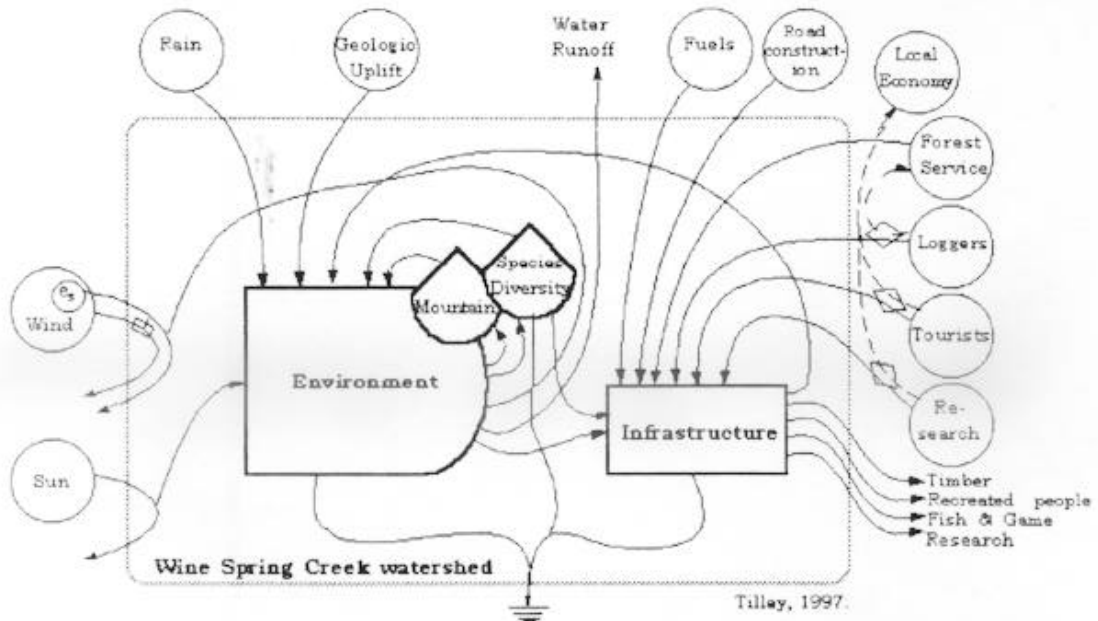 Rain
Geologic
Uplift
Water
Runoff
Fuels
Road
construct-
ion
Local
Economy
Forest
Service
Loggers
Tourists
Re-
search
es
Wind
Sun
Species
Diversity
Mountain
Environment
Infrastructure
Timber
Recreated people
Fish & Game
Research
Wine Spring Creek watershed
Tilley, 1997.